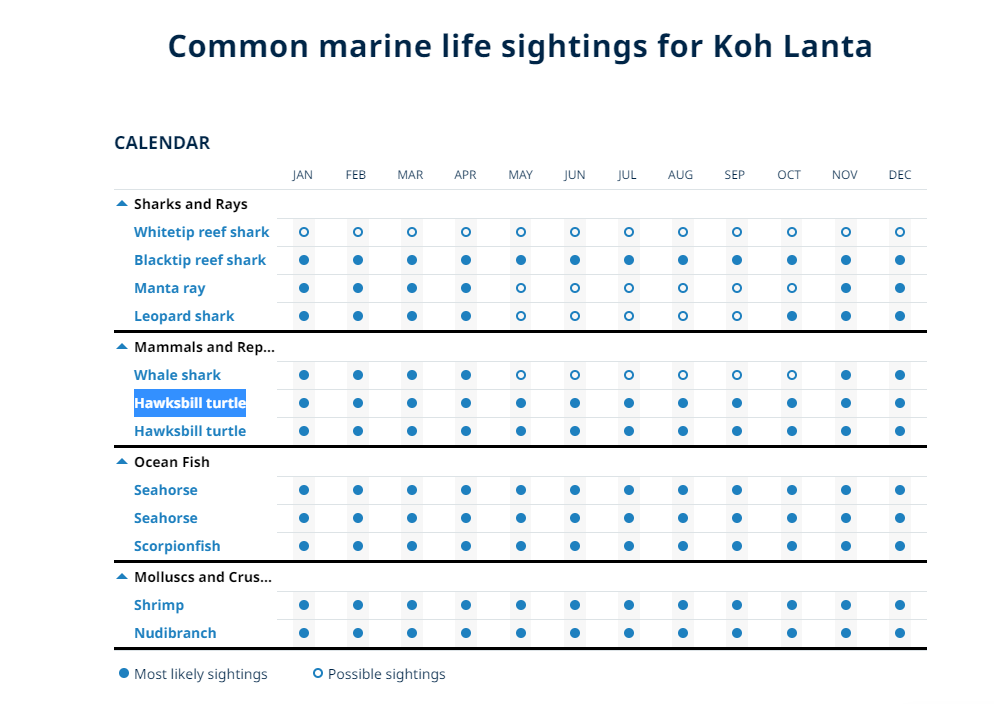 Common marine life sightings for Koh Lanta
CALENDAR
JAN FEB MAR APR MAY JUN JUL AUG SEP OCT NOV DEC
Sharks and Rays
Whitetip reef shark
Blacktip reef shark
Manta ray
Leopard shark
Mammals and Rep...
Whale shark
Hawksbill turtle
Hawksbill turtle
Ocean Fish
Seahorse
Seahorse
Scorpionfish
Molluscs and Crus...
Shrimp
Nudibranch
Most likely sightings Possible sightings